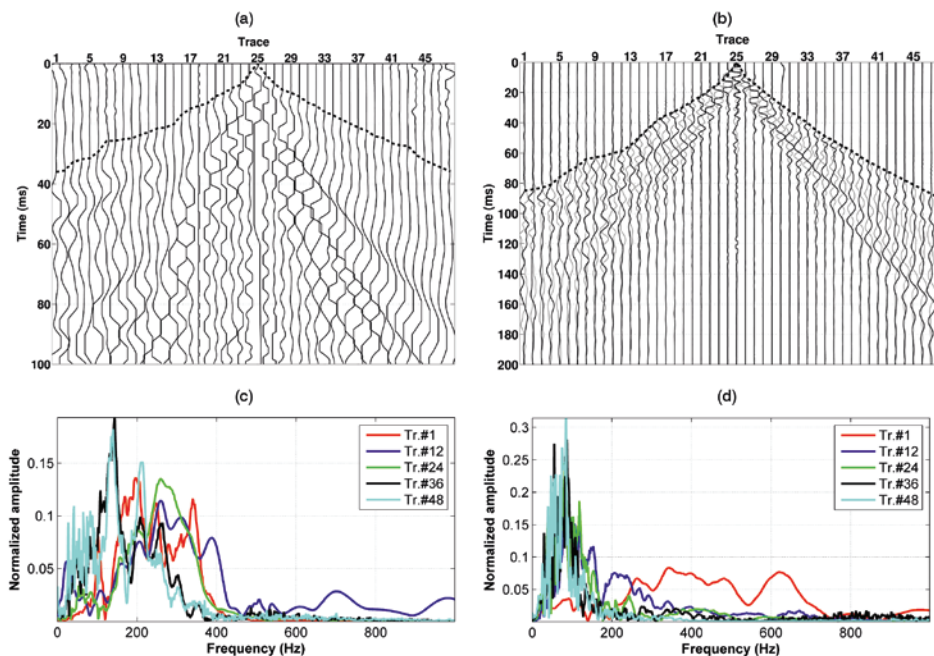 (a)
Trace
1 5 9 13 17 21 25 29 33 37 41 45
0
20
40
60
80
100
Time (ms)
(b)
Trace
1 5 9 13 17 21 25 29 33 37 41 45
0
20
40
60
80
100
120
140
160
180
200
Time (ms)
(c)
Normalized amplitude
0.15
0.1
0.05
0 200 400 600 800
Frequency (Hz)
Tr.#1
Tr.#12
Tr.#24
Tr.#36
Tr.#48
(d)
Normalized amplitude
0.3
0.25
0.2
0.15
0.1
0.05
0 200 400 600 800
Frequency (Hz)
Tr.#1
Tr.#12
Tr.#24
Tr.#36
Tr.#48